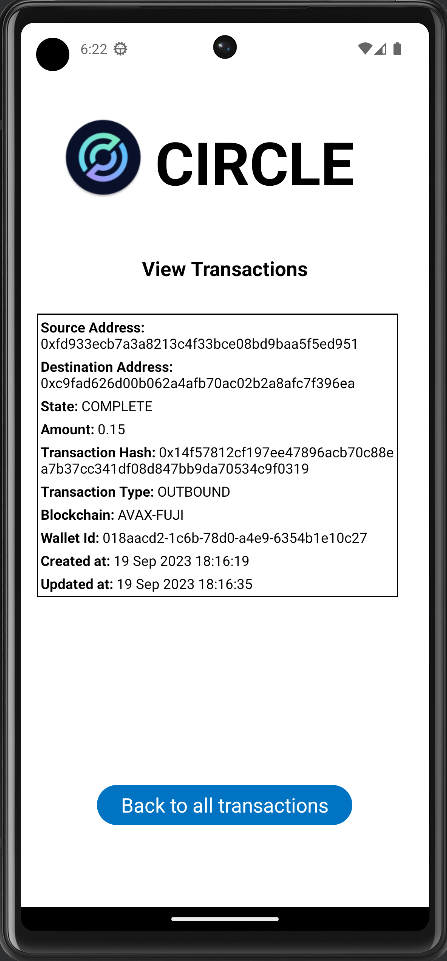 6:22
CIRCLE
View Transactions
Source Address:
0xfd933ecb7a3a8213c4f33bce08bd9baa5f5ed951
Destination Address:
0xc9fad626d00b062a4afb70ac02b2a8afc7f396ea
State: COMPLETE
Amount: 0.15
Transaction Hash: 0x14f57812cf197ee47896acb70c88e
a7b37cc341df08d847bb9da70534c9f0319
Transaction Type: OUTBOUND
Blockchain: AVAX-FUJI
Wallet Id: 018aacd2-1c6b-78d0-a4e9-6354b1e10c27
Created at: 19 Sep 2023 18:16:19
Updated at: 19 Sep 2023 18:16:35
Back to all transactions